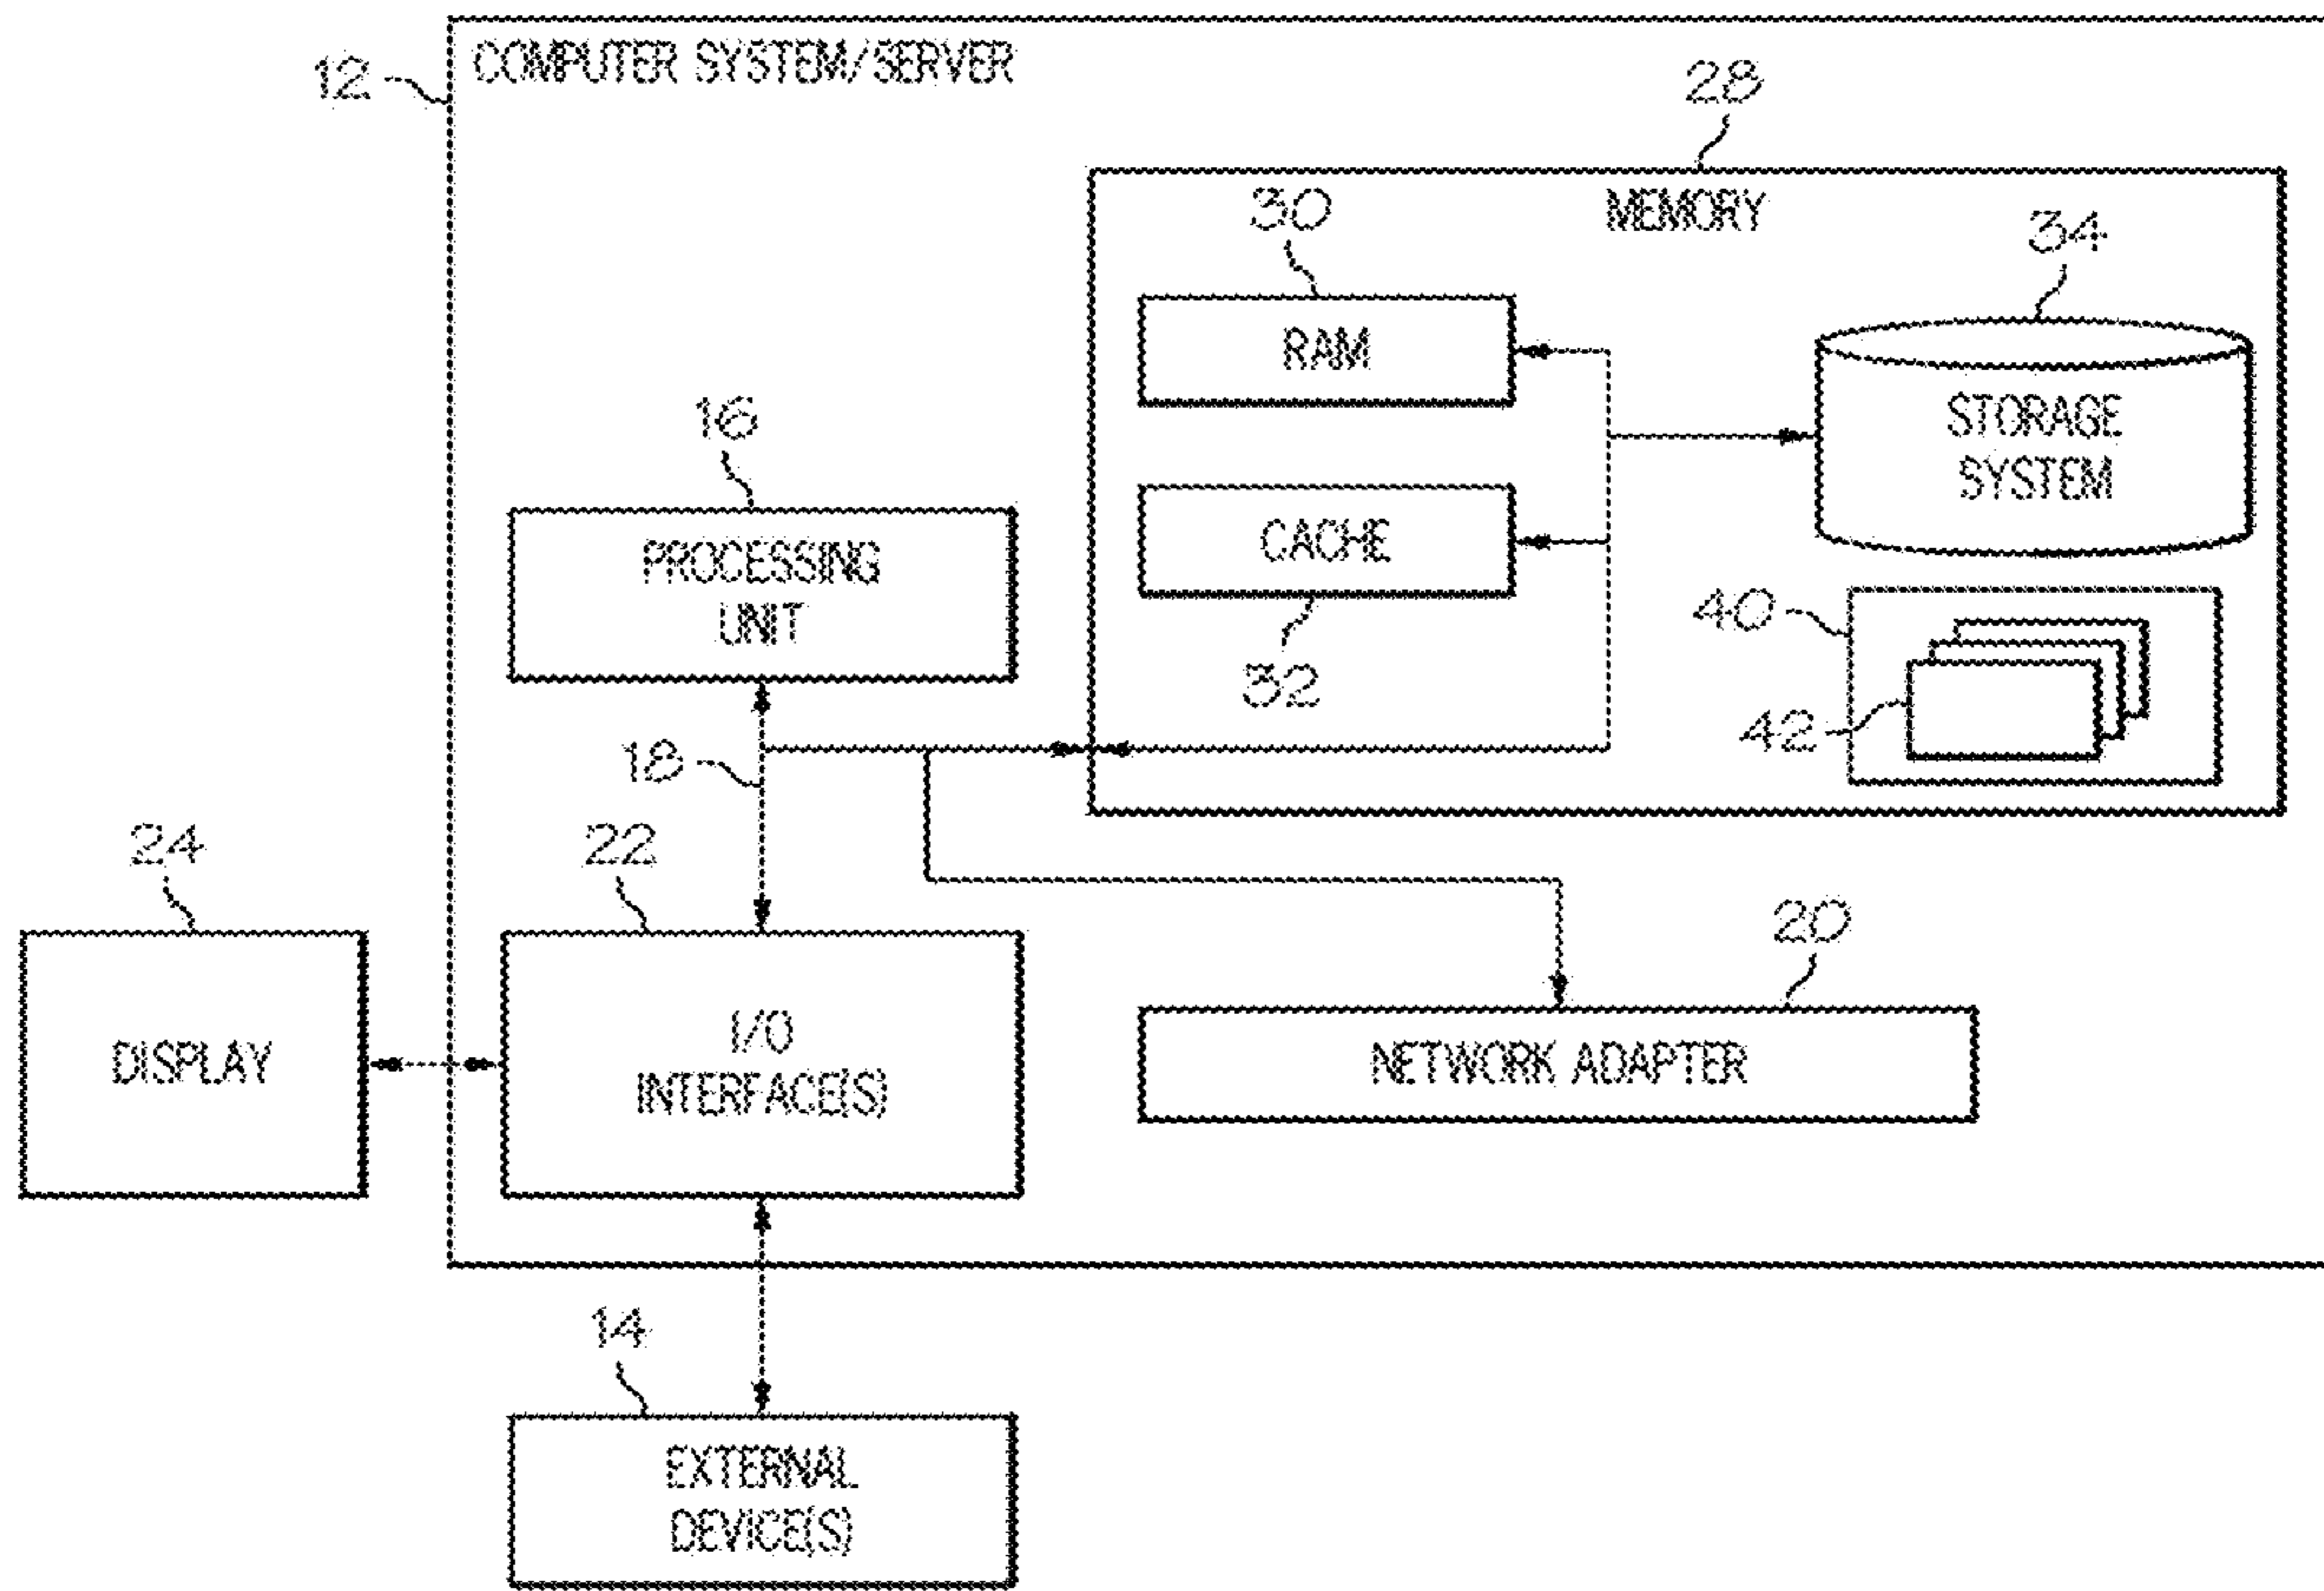 12
COMPUTER SYSTEM/SERVER
28
MEMORY
30
RAM
34
STORAGE
SYSTEM
16
PROCESSING
UNIT
CACHE
32
40
42
18
24
DISPLAY
22
I/O
INTERFACE(S)
20
NETWORK ADAPTER
14
EXTERNAL
DEVICE(S)